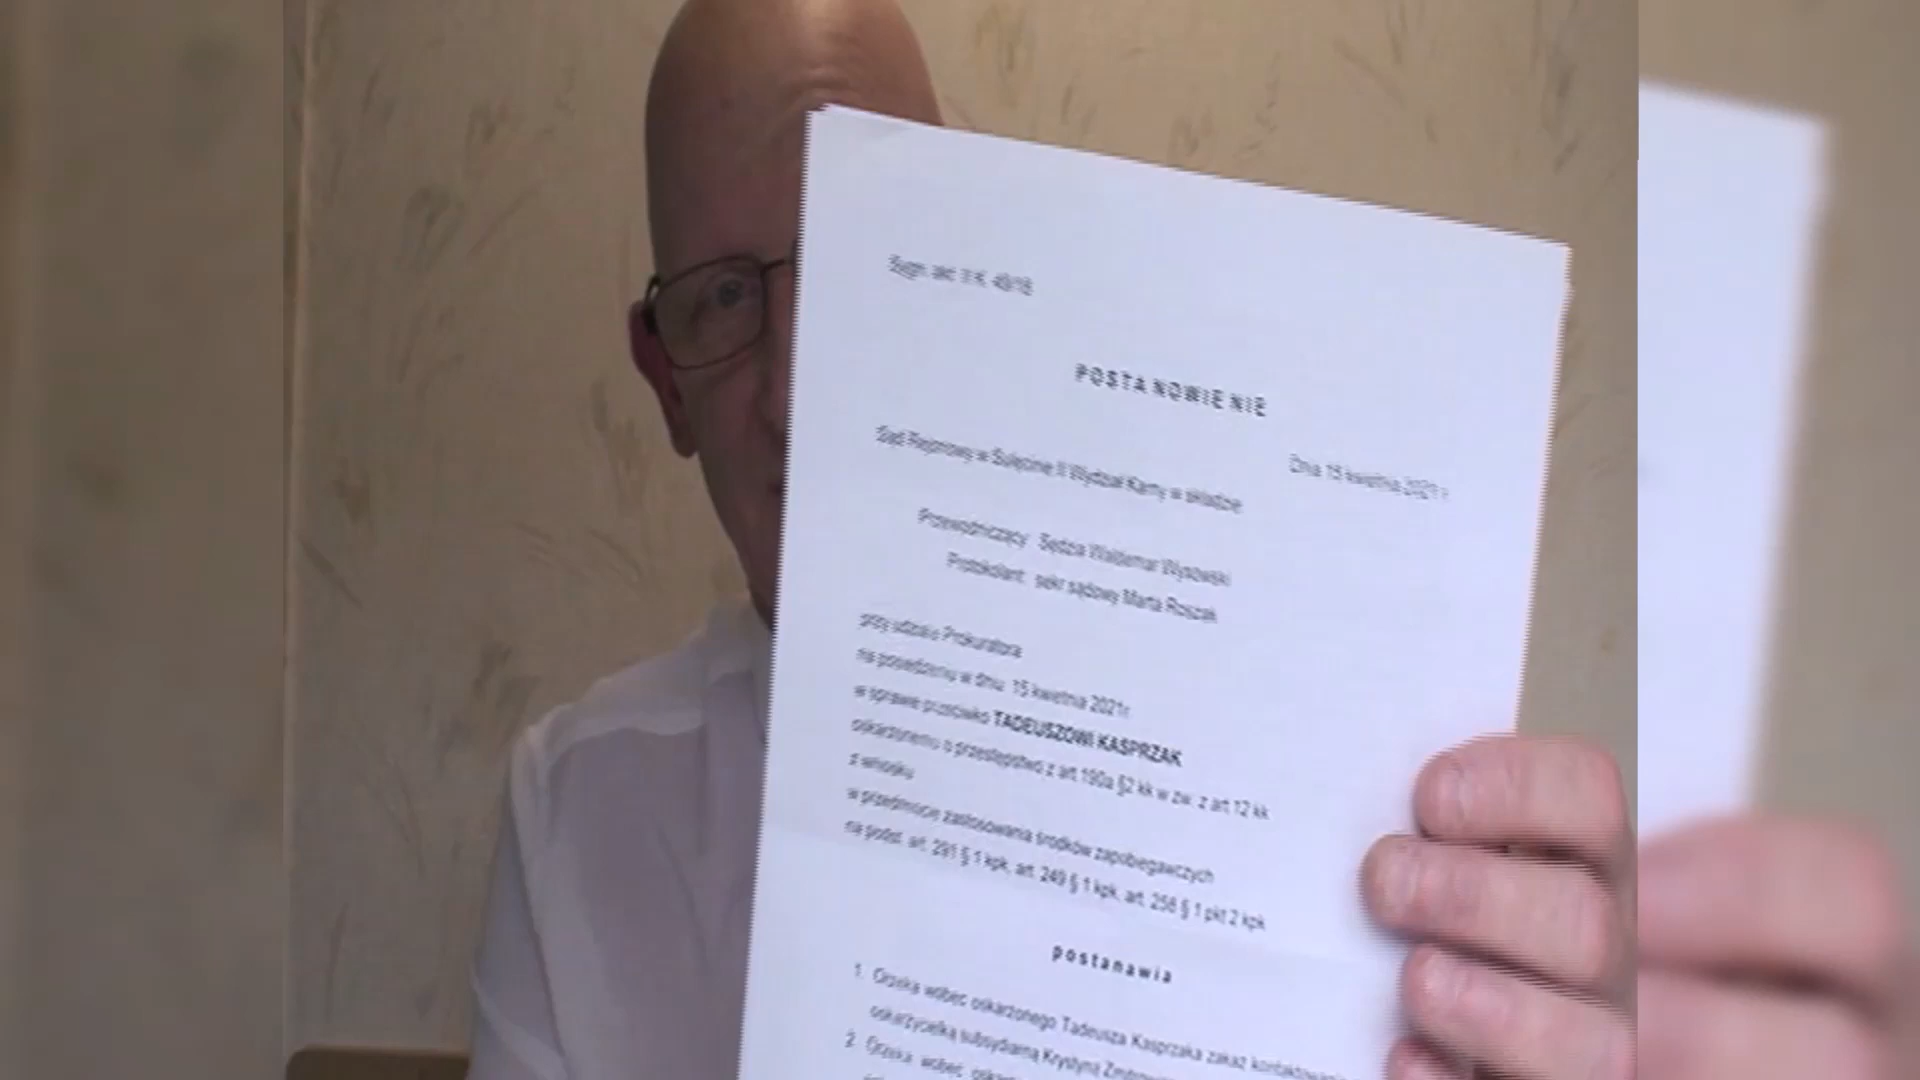 Sygn. akt II K 49/18
POSTANOWIENIE
Dnia 15 kwietnia 2021 r.
Sąd Rejonowy w Sulęcinie II Wydział Karny w składzie:
Przewodniczący: Sędzia Waldemar Wysowski
Protokolant: sekr sądowy Marta Roszak
przy udziale Prokuratora
na posiedzeniu w dniu 15 kwietnia 2021r
w sprawie przeciwko TADEUSZOWI KASPRZAK
oskarżonemu o przestępstwo z art 190a §2 kk w zw. z art 12 kk
z wniosku
w przedmiocie zastosowania środków zapobiegawczych
na podst. art. 291 § 1 kpk, art. 249 § 1 kpk, art. 258 § 1 pkt 2 kpk
postanawia
1. Orzeka wobec oskarżonego Tadeusza Kasprzaka zakaz kontaktowania
oskarżycielką subsydiarną Krystyną
2. Orzeka wobec